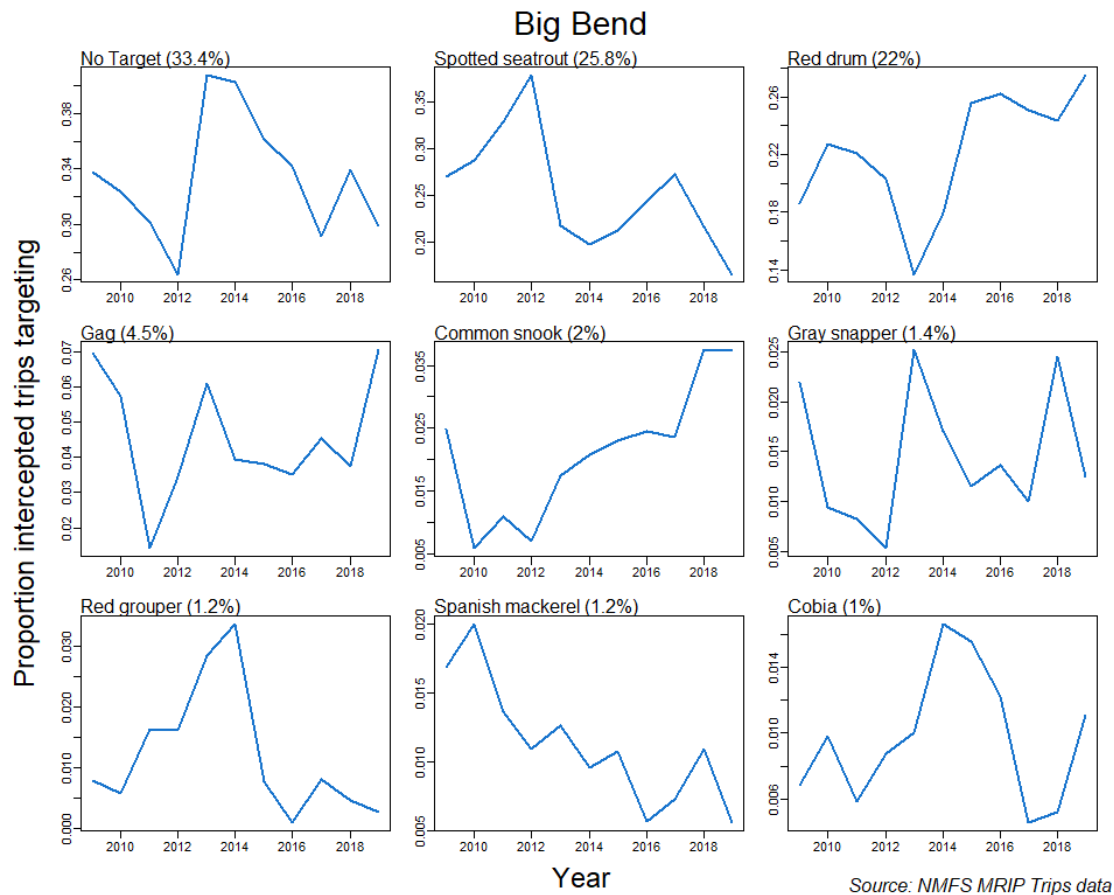 Big Bend
Proportion intercepted trips targeting
No Target (33.4%)
0.26 0.30 0.34 0.38
2010 2012 2014 2016 2018
Spotted seatrout (25.8%)
0.20 0.25 0.30 0.35
2010 2012 2014 2016 2018
Red drum (22%)
0.14 0.18 0.22 0.26
2010 2012 2014 2016 2018
Gag (4.5%)
0.02 0.03 0.04 0.05 0.06 0.07
2010 2012 2014 2016 2018
Common snook (2%)
0.005 0.015 0.025 0.035
2010 2012 2014 2016 2018
Gray snapper (1.4%)
0.005 0.010 0.015 0.020 0.025
2010 2012 2014 2016 2018
Red grouper (1.2%)
0.000 0.010 0.020 0.030
2010 2012 2014 2016 2018
Spanish mackerel (1.2%)
0.005 0.010 0.015 0.020
2010 2012 2014 2016 2018
Cobia (1%)
0.006 0.010 0.014
2010 2012 2014 2016 2018
Year
Source: NMFS MRIP Trips data